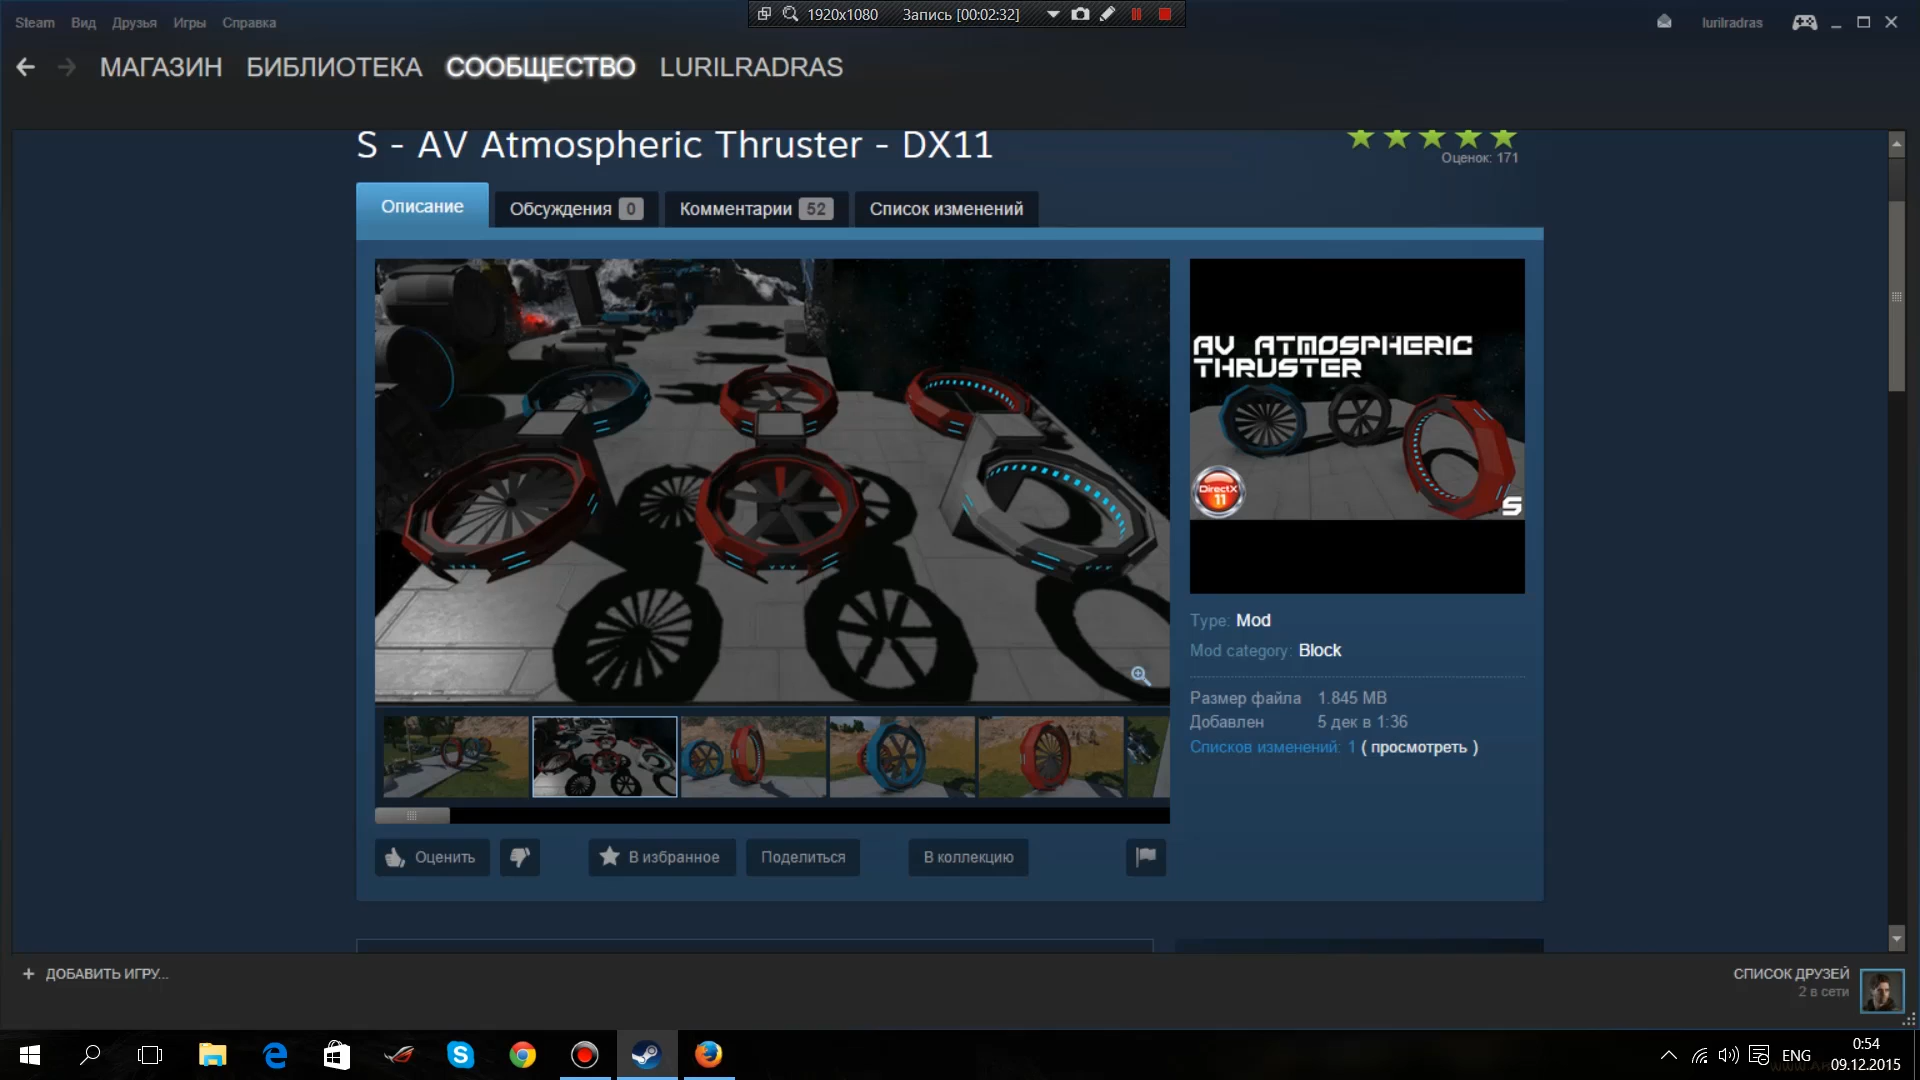 1920x1080 Запись [00:02:32]
Steam Вид Друзья Игры Справка
lurilradras
МАГАЗИН БИБЛИОТЕКА СООБЩЕСТВО LURILRADRAS
S - AV Atmospheric Thruster - DX11
Оценок: 171
Описание Обсуждения 0 Комментарии 52 Список изменений
AV ATMOSPHERIC
THRUSTER
DirectX
11
S
Type: Mod
Mod category: Block
Размер файла 1.845 MB
Добавлен 5 дек в 1:36
Списков изменений: 1 ( просмотреть )
Оценить В избранное Поделиться В коллекцию
+ ДОБАВИТЬ ИГРУ...
СПИСОК ДРУЗЕЙ
2 в сети
ENG
0:54
09.12.2015